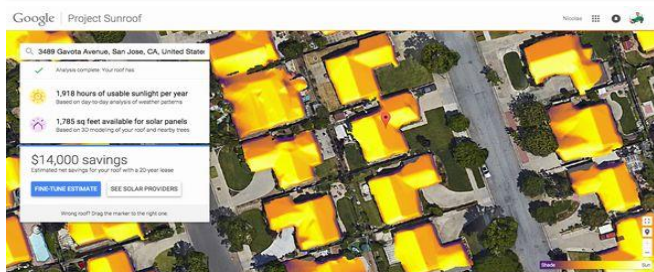 Google Project Sunroof
Nicolas
3489 Gavota Avenue, San Jose, CA, United States
Analysis complete. Your roof has:
1,918 hours of usable sunlight per year
Based on day-to-day analysis of weather patterns
1,785 sq feet available for solar panels
Based on 3D modeling of your roof and nearby trees
$14,000 savings
Estimated net savings for your roof with a 20-year lease
FINE-TUNE ESTIMATE SEE SOLAR PROVIDERS
Wrong roof? Drag the marker to the right one.
Shade Sun